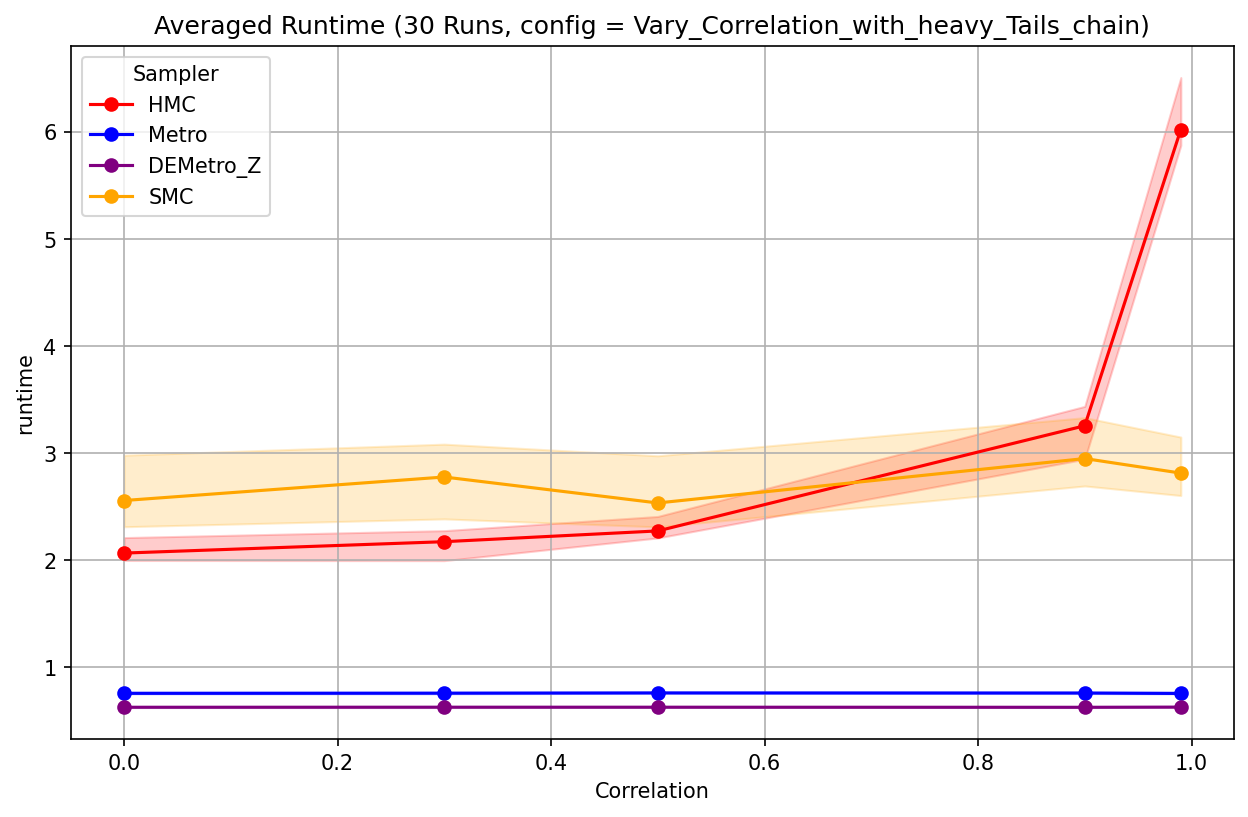 Averaged Runtime (30 Runs, config = Vary_Correlation_with_heavy_Tails_chain)
Sampler
HMC
Metro
DEMetro_Z
SMC
runtime
6
5
4
3
2
1
0.0 0.2 0.4 0.6 0.8 1.0
Correlation